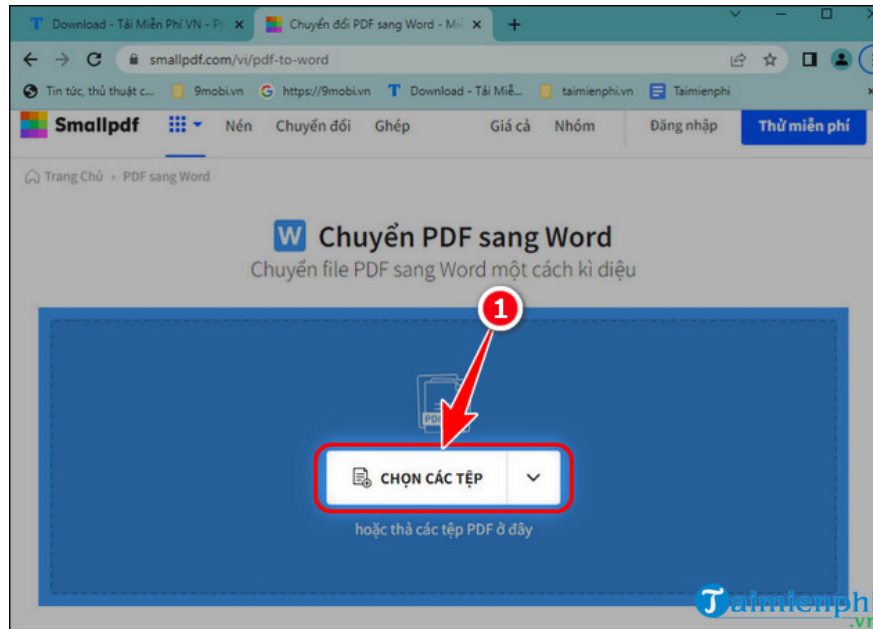 Download - Tải Miễn Phí VN - Ph
Chuyển đổi PDF sang Word - Miễ
smallpdf.com/vi/pdf-to-word
Tin tức, thủ thuật c... 9mobi.vn https://9mobi.vn Download - Tải Miễ... taimienphi.vn Taimienphi
Smallpdf Nén Chuyển đổi Ghép Giá cả Nhóm Đăng nhập Thử miễn phí
Trang Chủ › PDF sang Word
W Chuyển PDF sang Word
Chuyển file PDF sang Word một cách kì diệu
1
PDF
CHỌN CÁC TỆP
hoặc thả các tệp PDF ở đây
Taimienphi
.vn